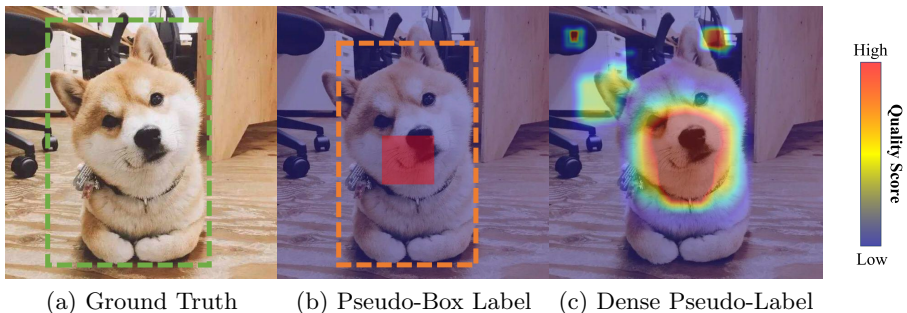 High
Quality Score
Low
(a) Ground Truth
(b) Pseudo-Box Label
(c) Dense Pseudo-Label